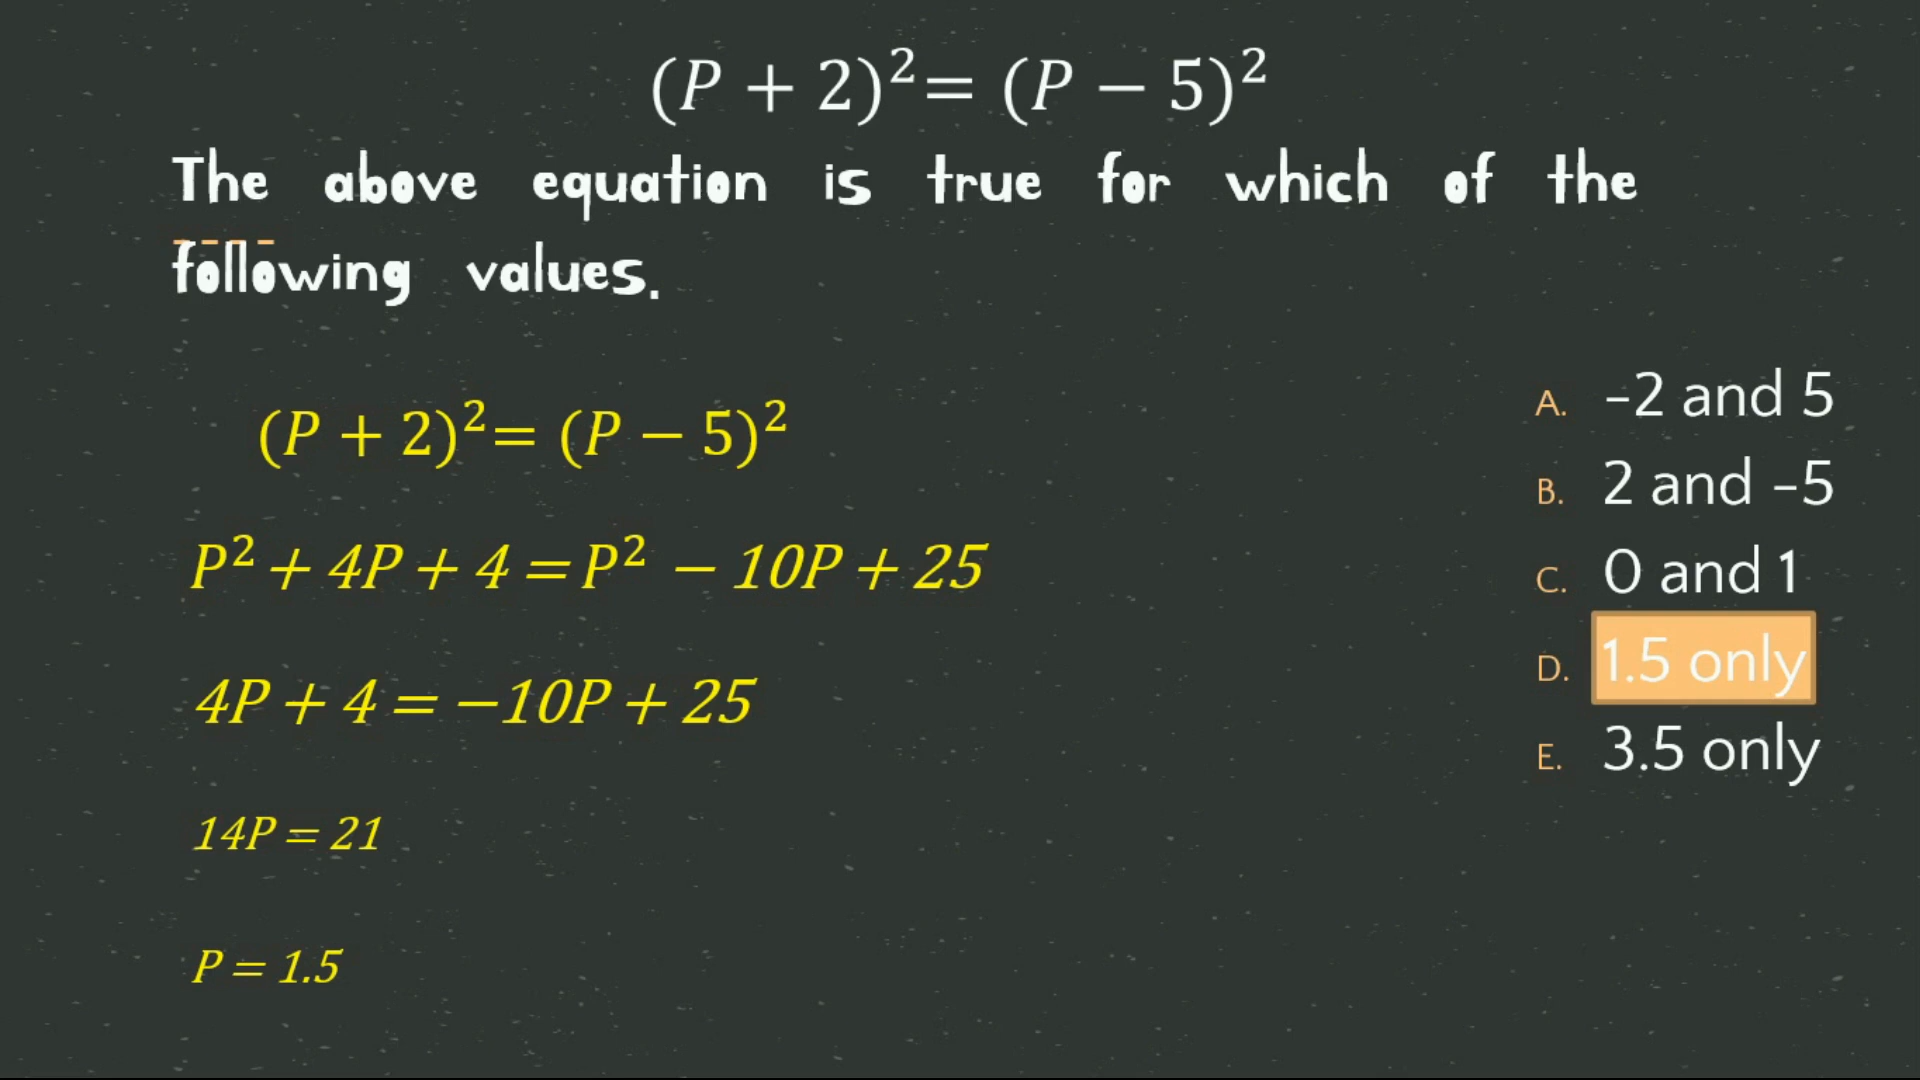 (P + 2)²= (P − 5)²
The above equation is true for which of the
following values.
(P + 2)²= (P − 5)²
P² + 4P + 4 = P² − 10P + 25
4P + 4 = −10P + 25
14P = 21
P = 1.5
A. -2 and 5
B. 2 and -5
C. 0 and 1
D. 1.5 only
E. 3.5 only